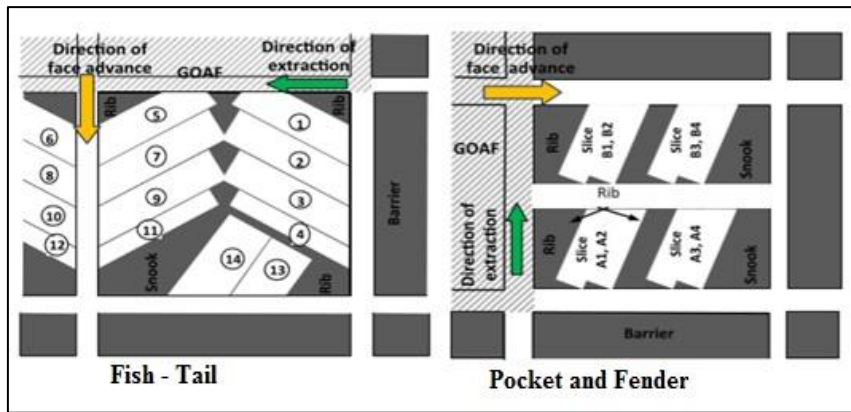 Direction of
face advance
GOAF
Direction of
extraction
Rib
Rib
5
1
6
7
2
8
9
3
10
11
4
12
14
13
Snook
Rib
Barrier
Fish - Tail
Direction of
face advance
GOAF
Direction of
extraction
Rib
Slice
B1, B2
Slice
B3, B4
Snook
Rib
Rib
Slice
A1, A2
Slice
A3, A4
Snook
Barrier
Pocket and Fender